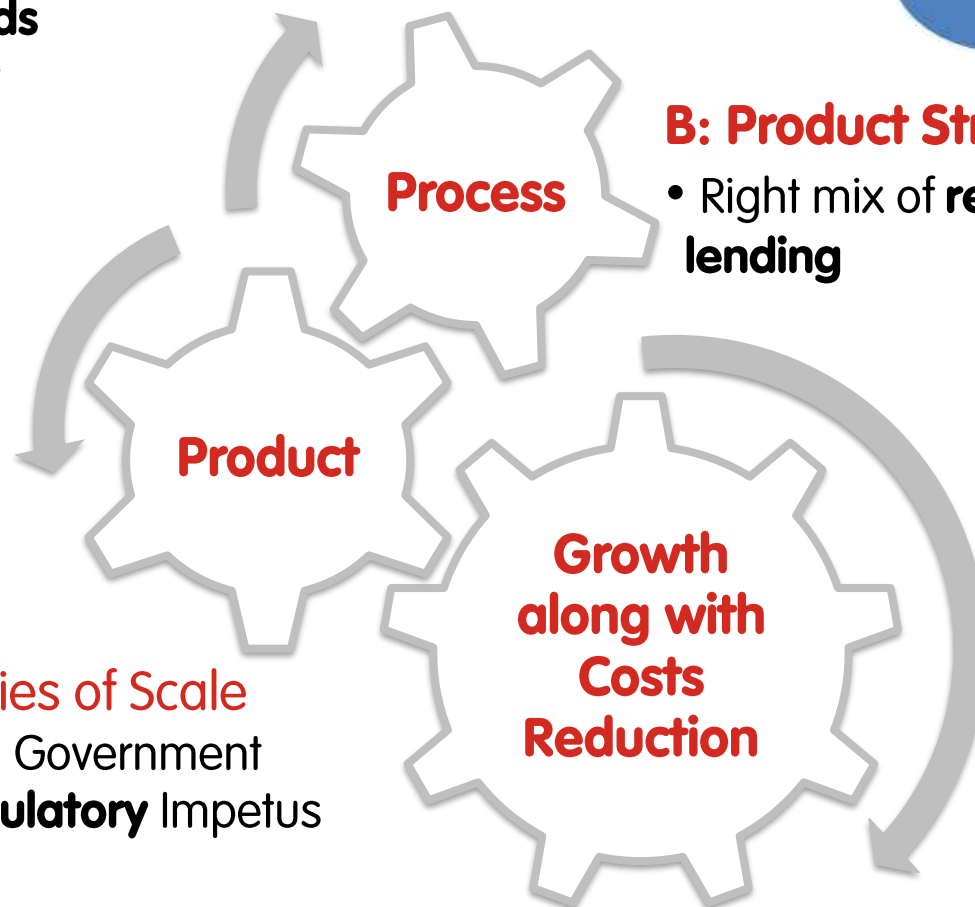 ds
B: Product Str
Process
• Right mix of re
lending
Product
Growth
along with
Costs
Reduction
ies of Scale
Government
ulatory Impetus